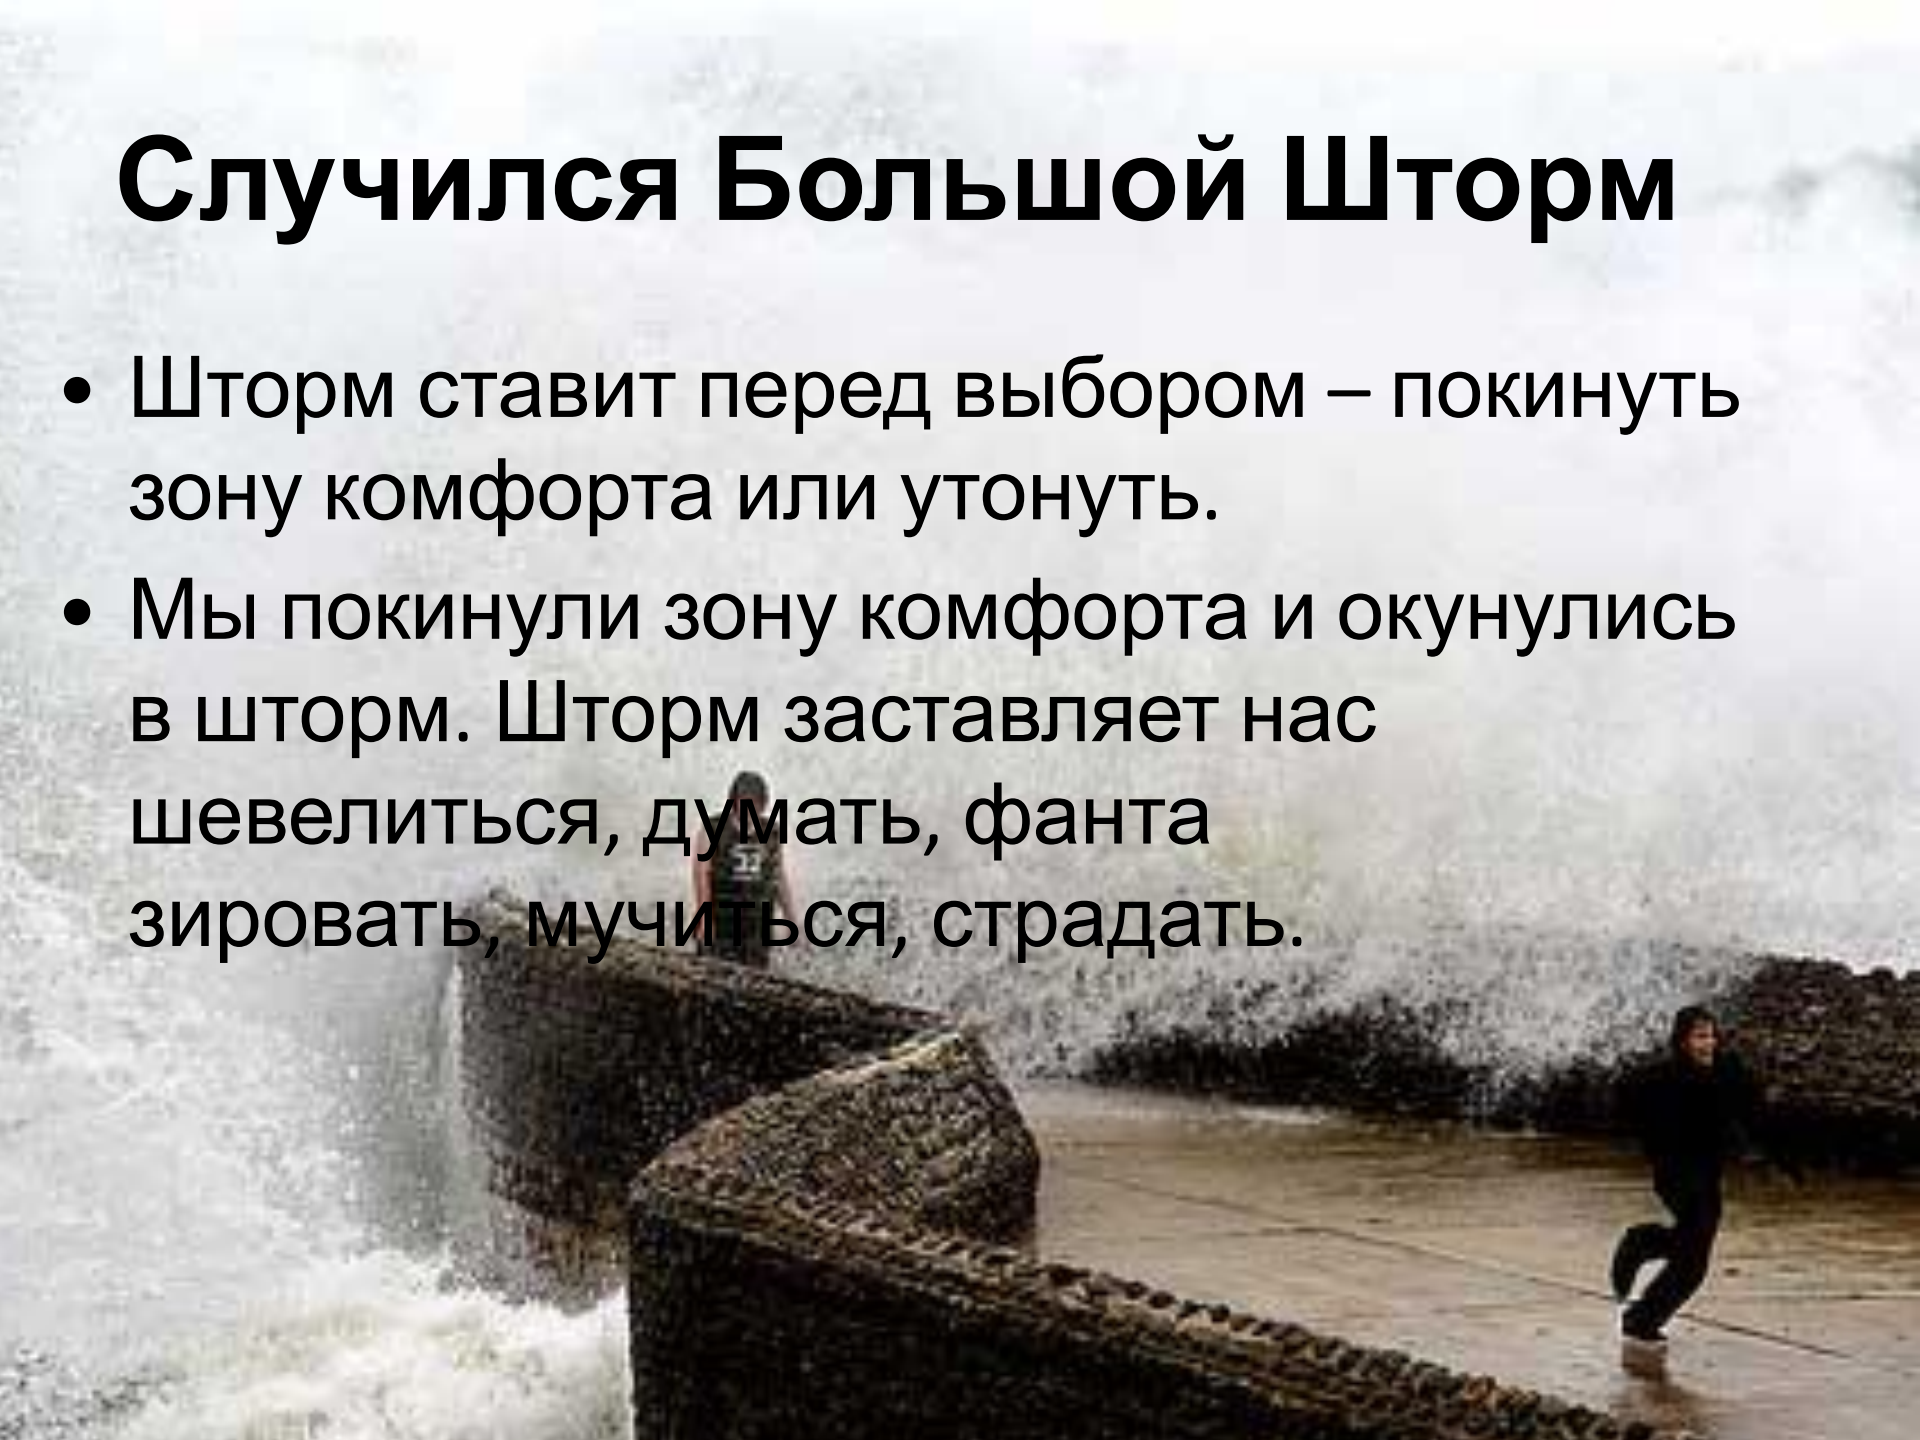 Случился Большой Шторм
• Шторм ставит перед выбором – покинуть
зону комфорта или утонуть.
• Мы покинули зону комфорта и окунулись
в шторм. Шторм заставляет нас
шевелиться, думать, фанта
зировать, мучиться, страдать.